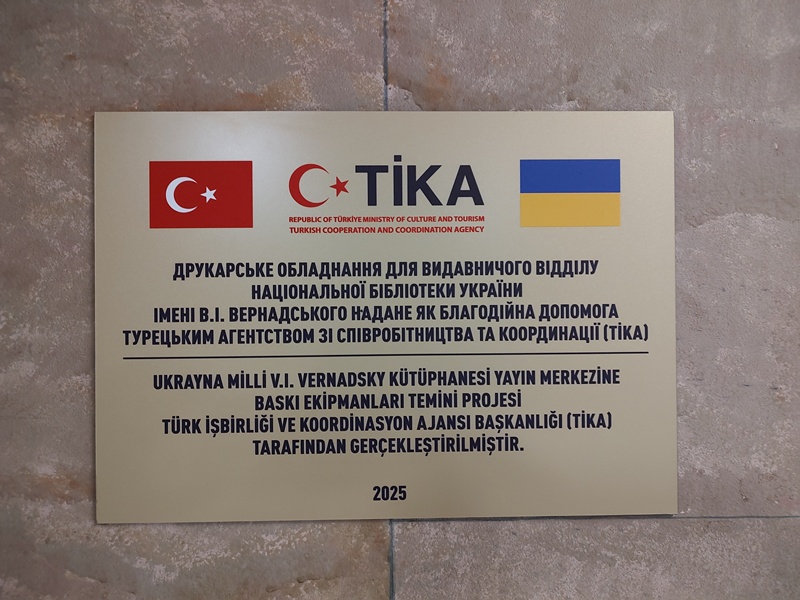 TİKA
REPUBLIC OF TÜRKİYE MINISTRY OF CULTURE AND TOURISM
TURKISH COOPERATION AND COORDINATION AGENCY
ДРУКАРСЬКЕ ОБЛАДНАННЯ ДЛЯ ВИДАВНИЧОГО ВІДДІЛУ
НАЦІОНАЛЬНОЇ БІБЛІОТЕКИ УКРАЇНИ
ІМЕНІ В.І. ВЕРНАДСЬКОГО НАДАНЕ ЯК БЛАГОДІЙНА ДОПОМОГА
ТУРЕЦЬКИМ АГЕНТСТВОМ ЗІ СПІВРОБІТНИЦТВА ТА КООРДИНАЦІЇ (TİKA)
UKRAYNA MİLLİ V.I. VERNADSKY KÜTÜPHANESİ YAYIN MERKEZİNE
BASKI EKİPMANLARI TEMİNİ PROJESİ
TÜRK İŞBİRLİĞİ VE KOORDİNASYON AJANSI BAŞKANLIĞI (TİKA)
TARAFINDAN GERÇEKLEŞTİRİLMİŞTİR.
2025